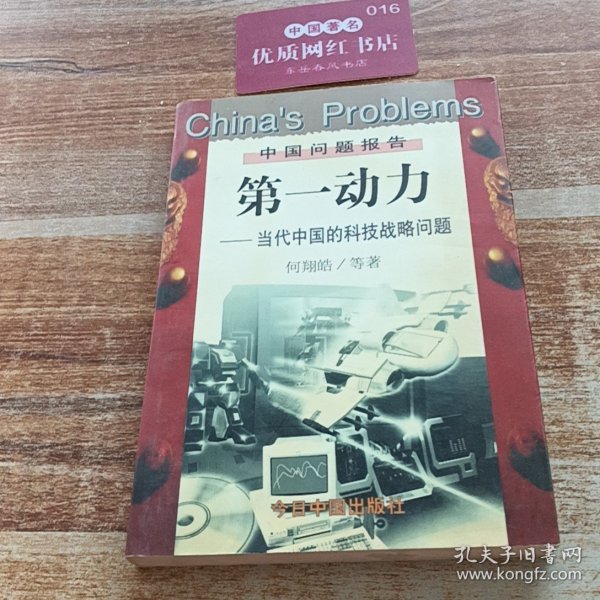 016
中国著名
优质网红书店
东岳春风书店
China's Problems
中国问题报告
第一动力
——当代中国的科技战略问题
何翔皓/等著
今日中国出版社
孔夫子旧书网
www.kongfz.com